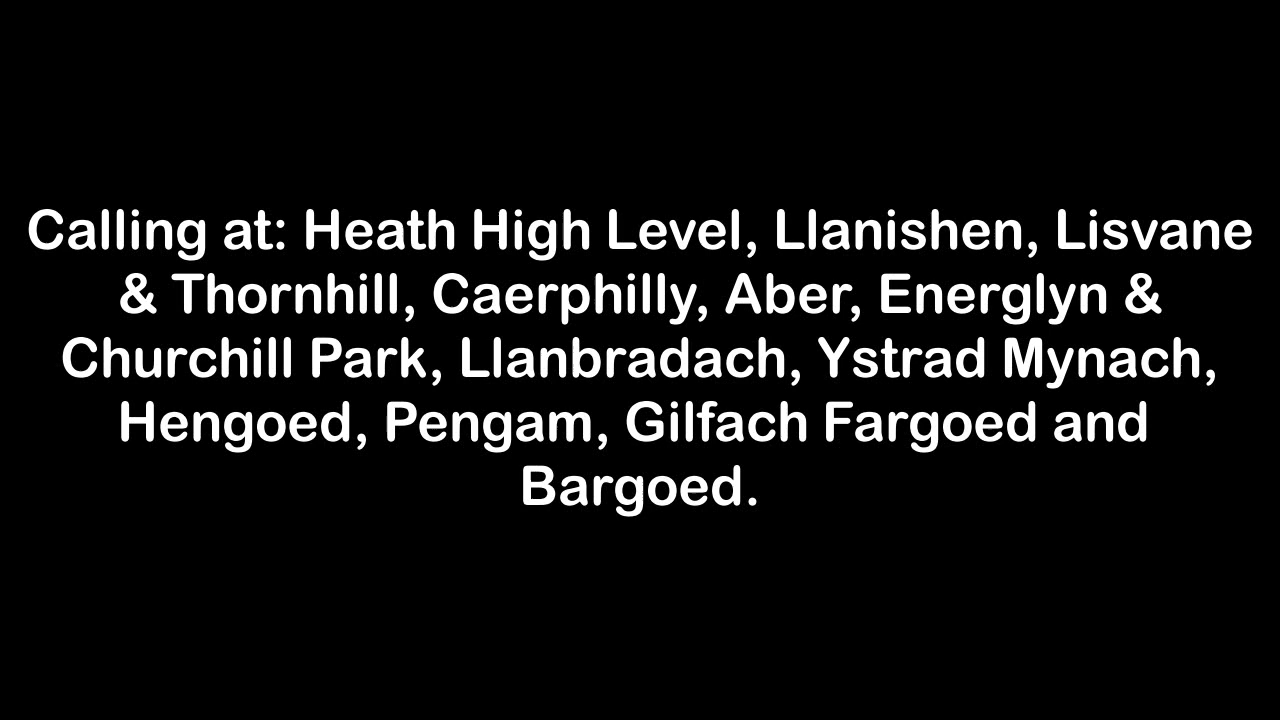 Calling at: Heath High Level, Llanishen, Lisvane
& Thornhill, Caerphilly, Aber, Energlyn &
Churchill Park, Llanbradach, Ystrad Mynach,
Hengoed, Pengam, Gilfach Fargoed and
Bargoed.